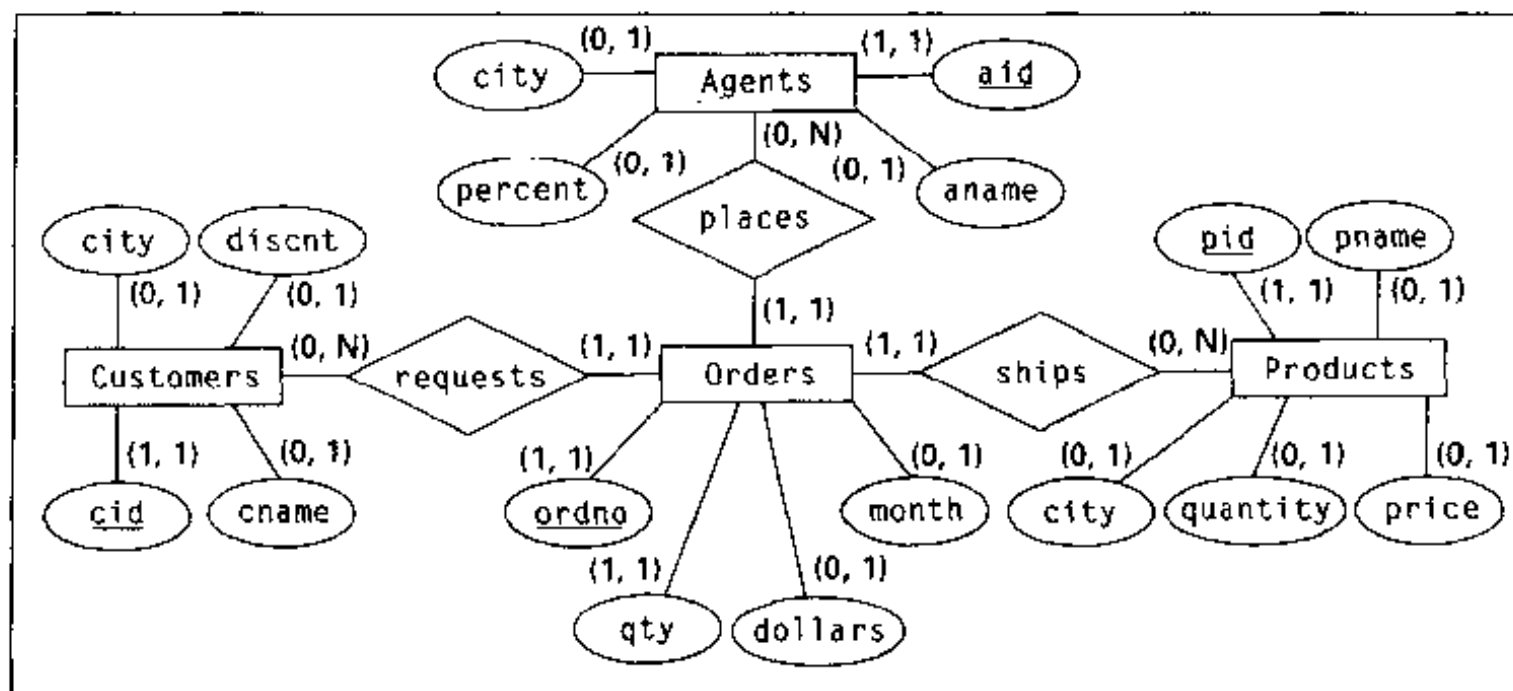 (0, 1)
(1, 1)
city
Agents
aid
(0, N)
(0, 1)
(0, 1)
percent
aname
places
city
discnt
pid
pname
(0, 1)
(0, 1)
(1, 1)
(1, 1)
(0, 1)
(0, N)
(1, 1)
(1, 1)
(0, N)
Customers
requests
Orders
ships
Products
(1, 1)
(0, 1)
(1, 1)
(0, 1)
(0, 1)
(0, 1)
(0, 1)
cid
cname
ordno
month
city
quantity
price
(1, 1)
(0, 1)
qty
dollars